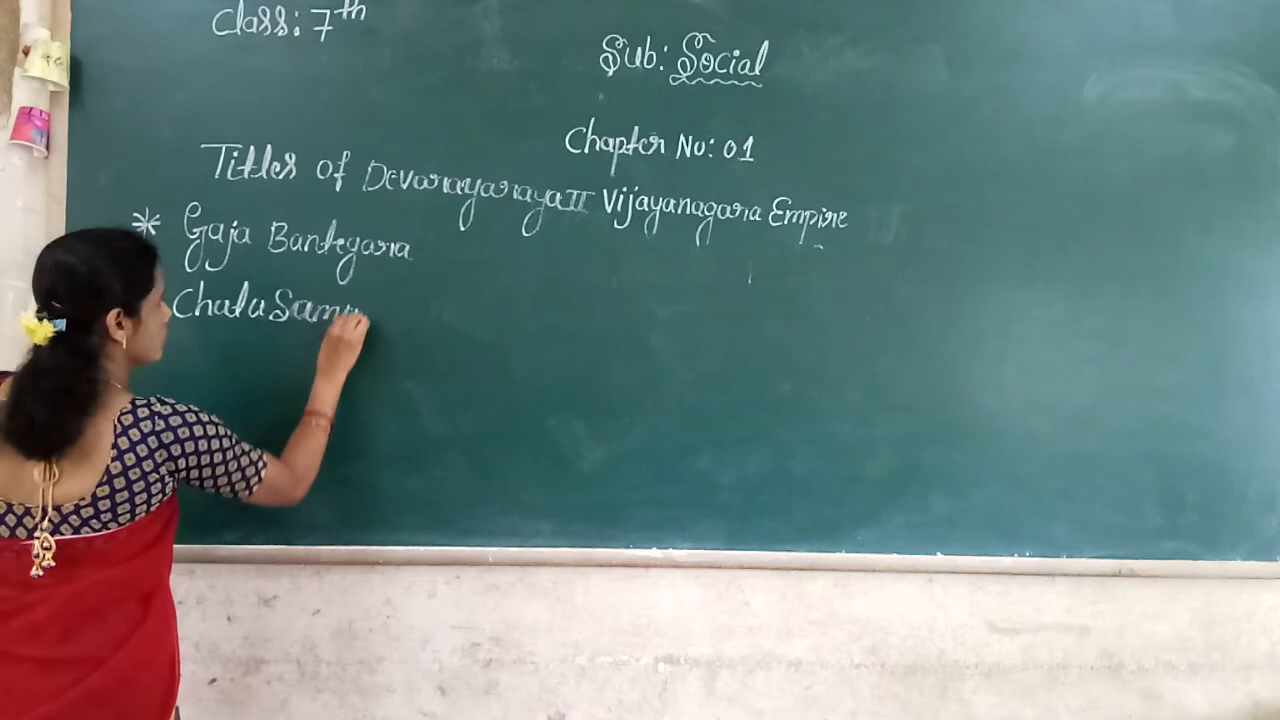 Class: 7th
Sub: Social
Chapter No: 01
Titles of Devarayaraya II Vijayanagara Empire
* Gaja Bantegara